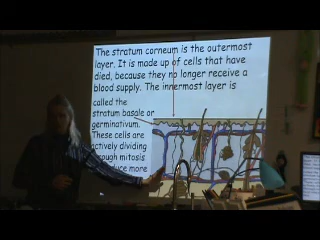 The stratum corneum is the outermost
layer. It is made up of cells that have
died, because they no longer receive a
blood supply. The innermost layer is
called the
stratum basale or
germinativum.
These cells are
actively dividing
through mitosis
more